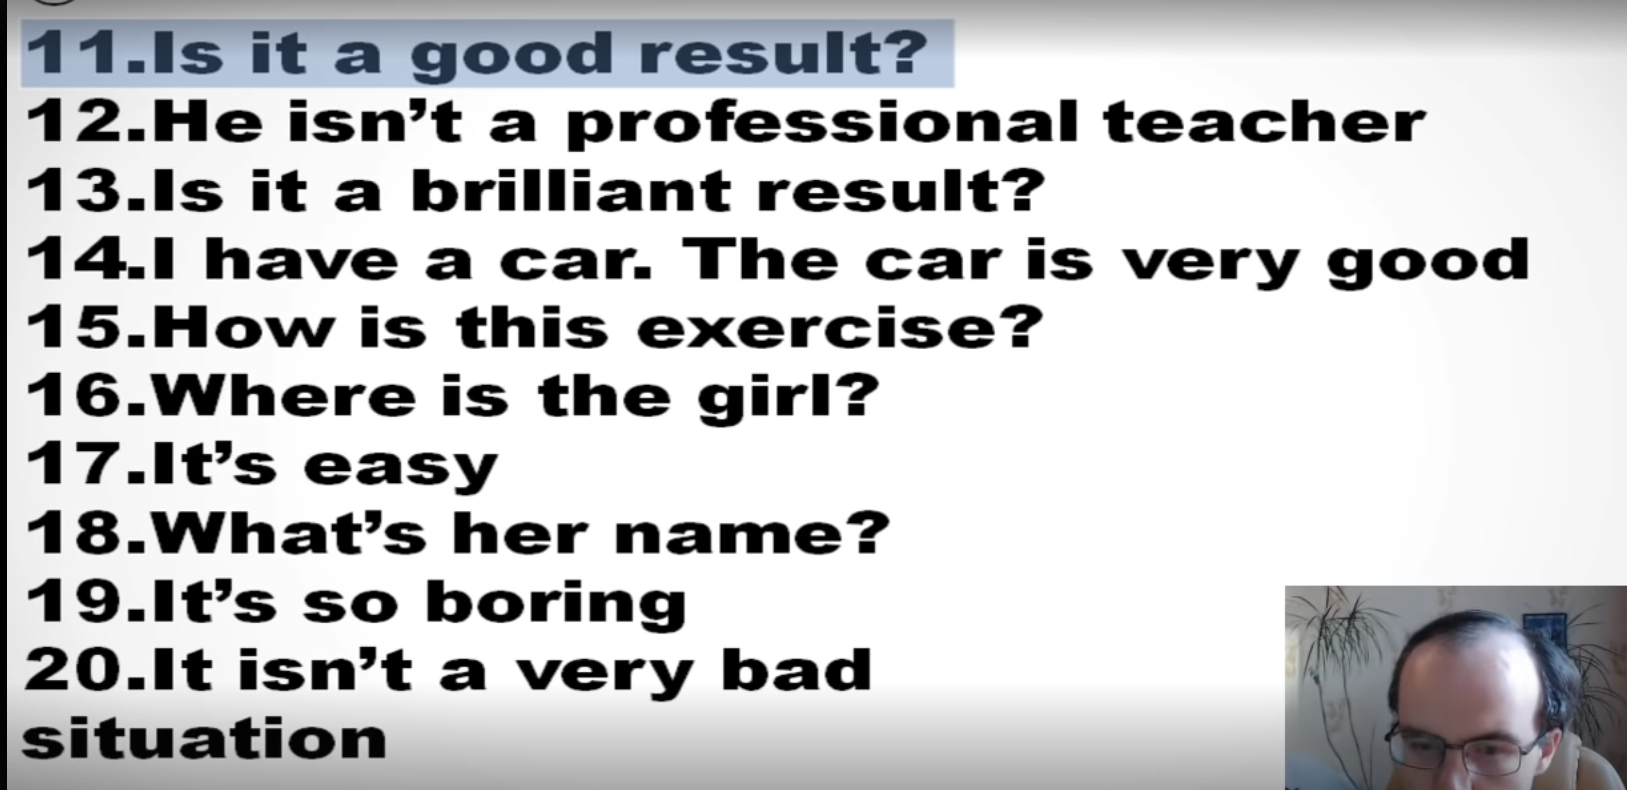 11.Is it a good result?
12.He isn’t a professional teacher
13.Is it a brilliant result?
14.I have a car. The car is very good
15.How is this exercise?
16.Where is the girl?
17.It’s easy
18.What’s her name?
19.It’s so boring
20.It isn’t a very bad
situation